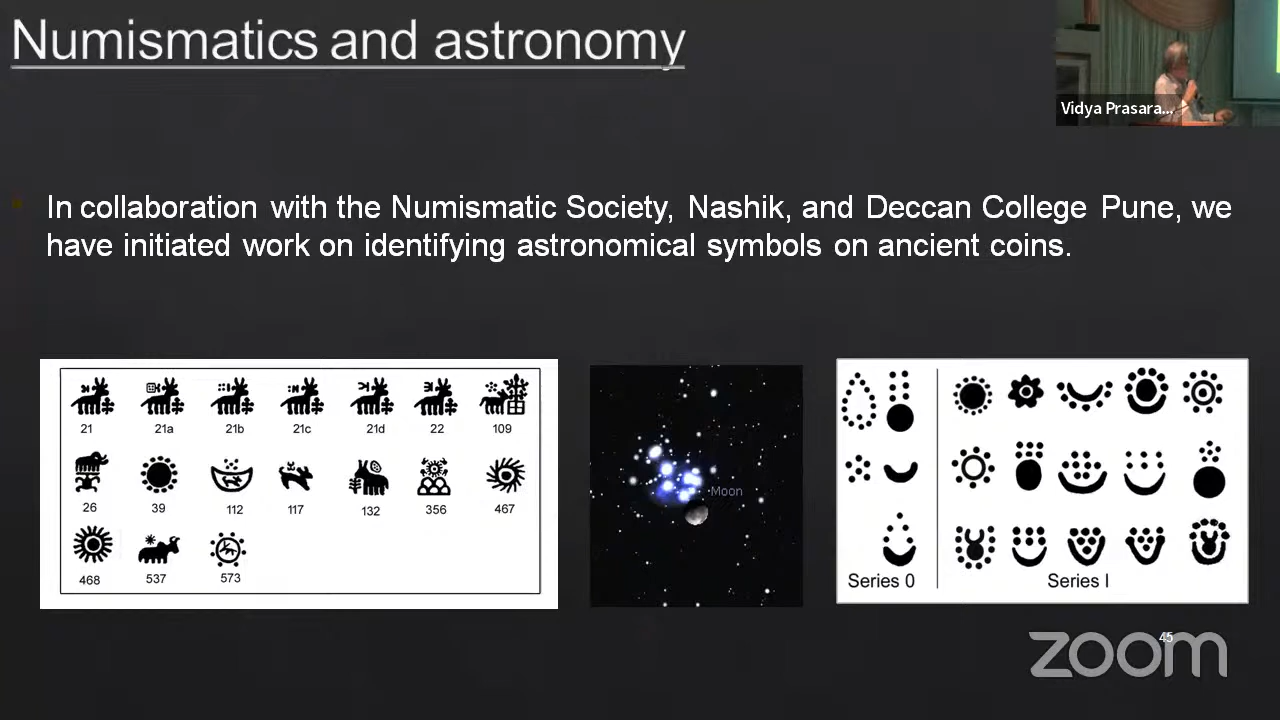 Numismatics and astronomy
Vidya Prasara...
In collaboration with the Numismatic Society, Nashik, and Deccan College Pune, we
have initiated work on identifying astronomical symbols on ancient coins.
21 21a 21b 21c 21d 22 109
26 39 112 117 132 356 467
468 537 573
Moon
Series 0 Series I
45
zoom